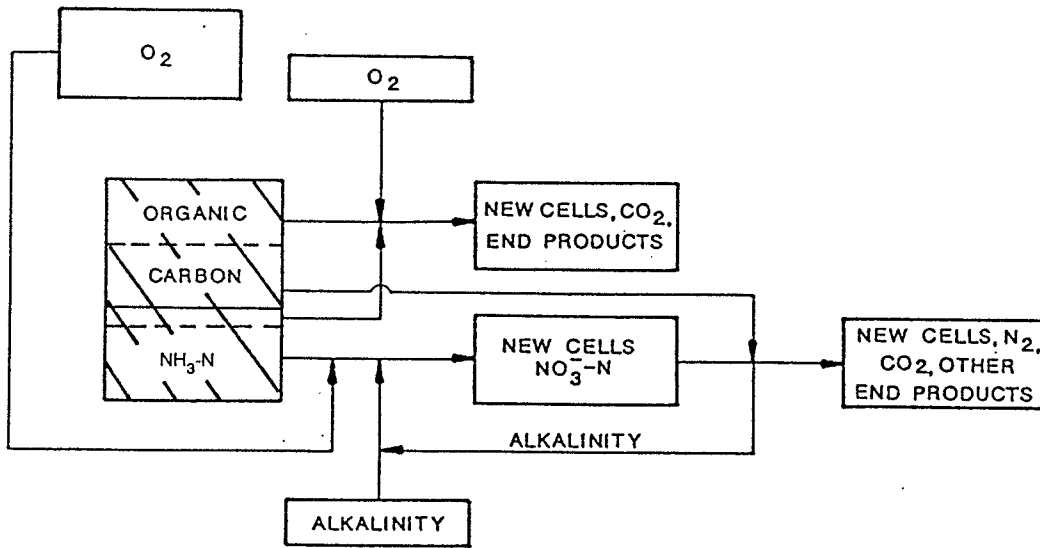 O2
O2
ORGANIC
CARBON
NH3-N
NEW CELLS, CO2,
END PRODUCTS
NEW CELLS
NO3⁻-N
NEW CELLS, N2,
CO2, OTHER
END PRODUCTS
ALKALINITY
ALKALINITY